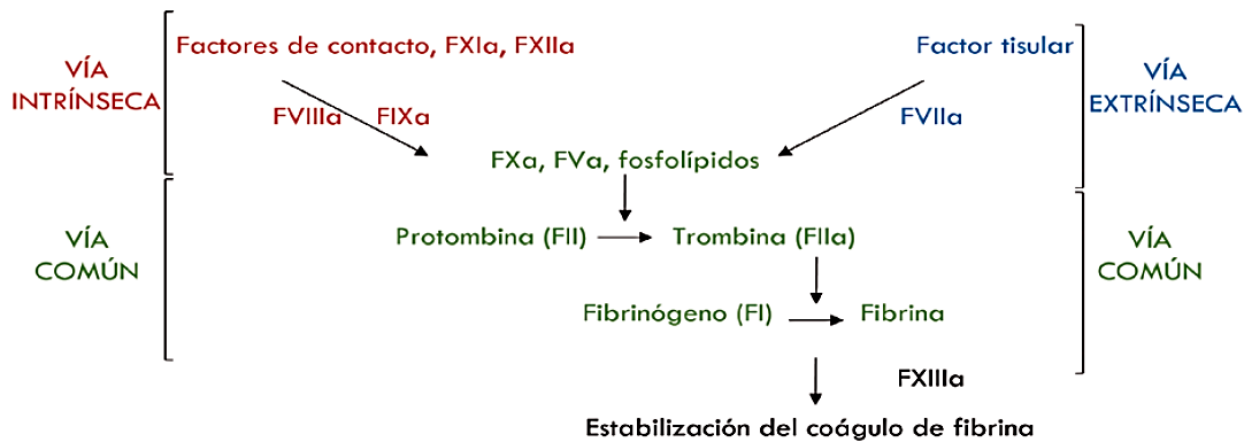 Factores de contacto, FXIa, FXIIa
Factor tisular
VÍA
INTRÍNSECA
VÍA
EXTRÍNSECA
FVIIIa
FIXa
FVIIa
FXa, FVa, fosfolípidos
VÍA
COMÚN
Protombina (FII)
Trombina (FIIa)
VÍA
COMÚN
Fibrinógeno (FI)
Fibrina
FXIIIa
Estabilización del coágulo de fibrina